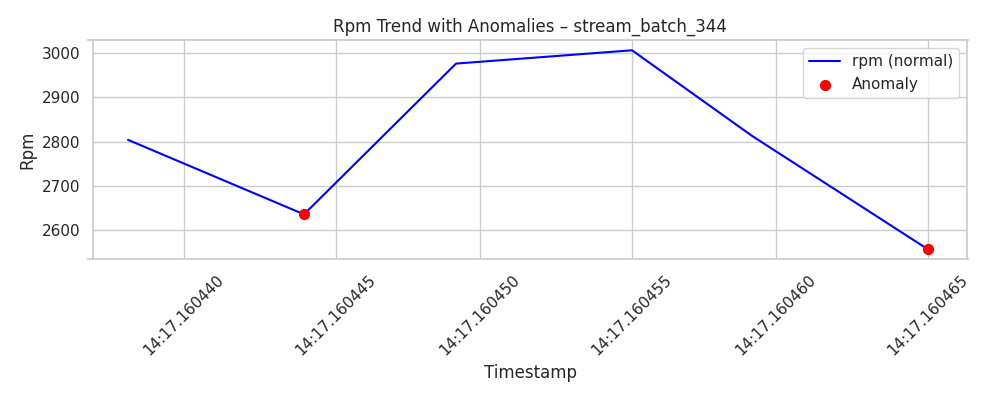 Rpm Trend with Anomalies – stream_batch_344
rpm (normal)
Anomaly
Rpm
3000
2900
2800
2700
2600
14:17.160440
14:17.160445
14:17.160450
14:17.160455
14:17.160460
14:17.160465
Timestamp